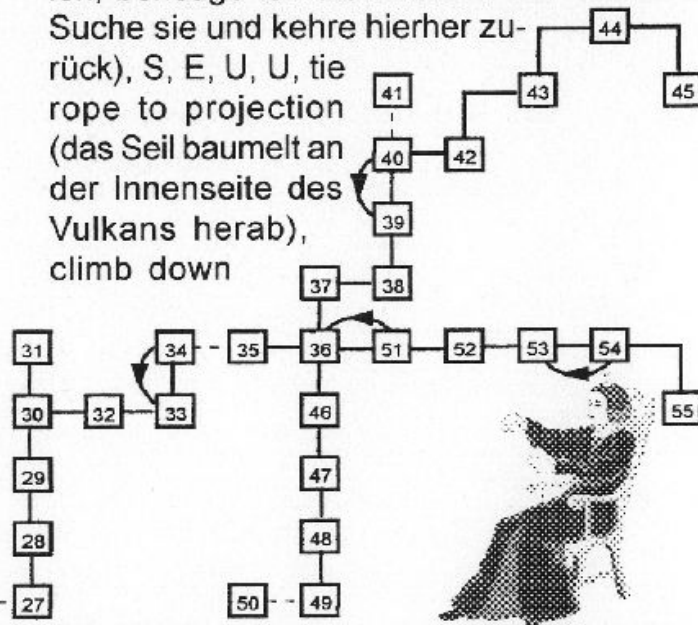 Suche sie und kehre hierher zu-
rück), S, E, U, U, tie
rope to projection
(das Seil baumelt an
der Innenseite des
Vulkans herab),
climb down
44
41 43 45
40 42
39
37 38
31 34 35 36 51 52 53 54
30 32 33 46 55
29 47
28 48
27 50 49